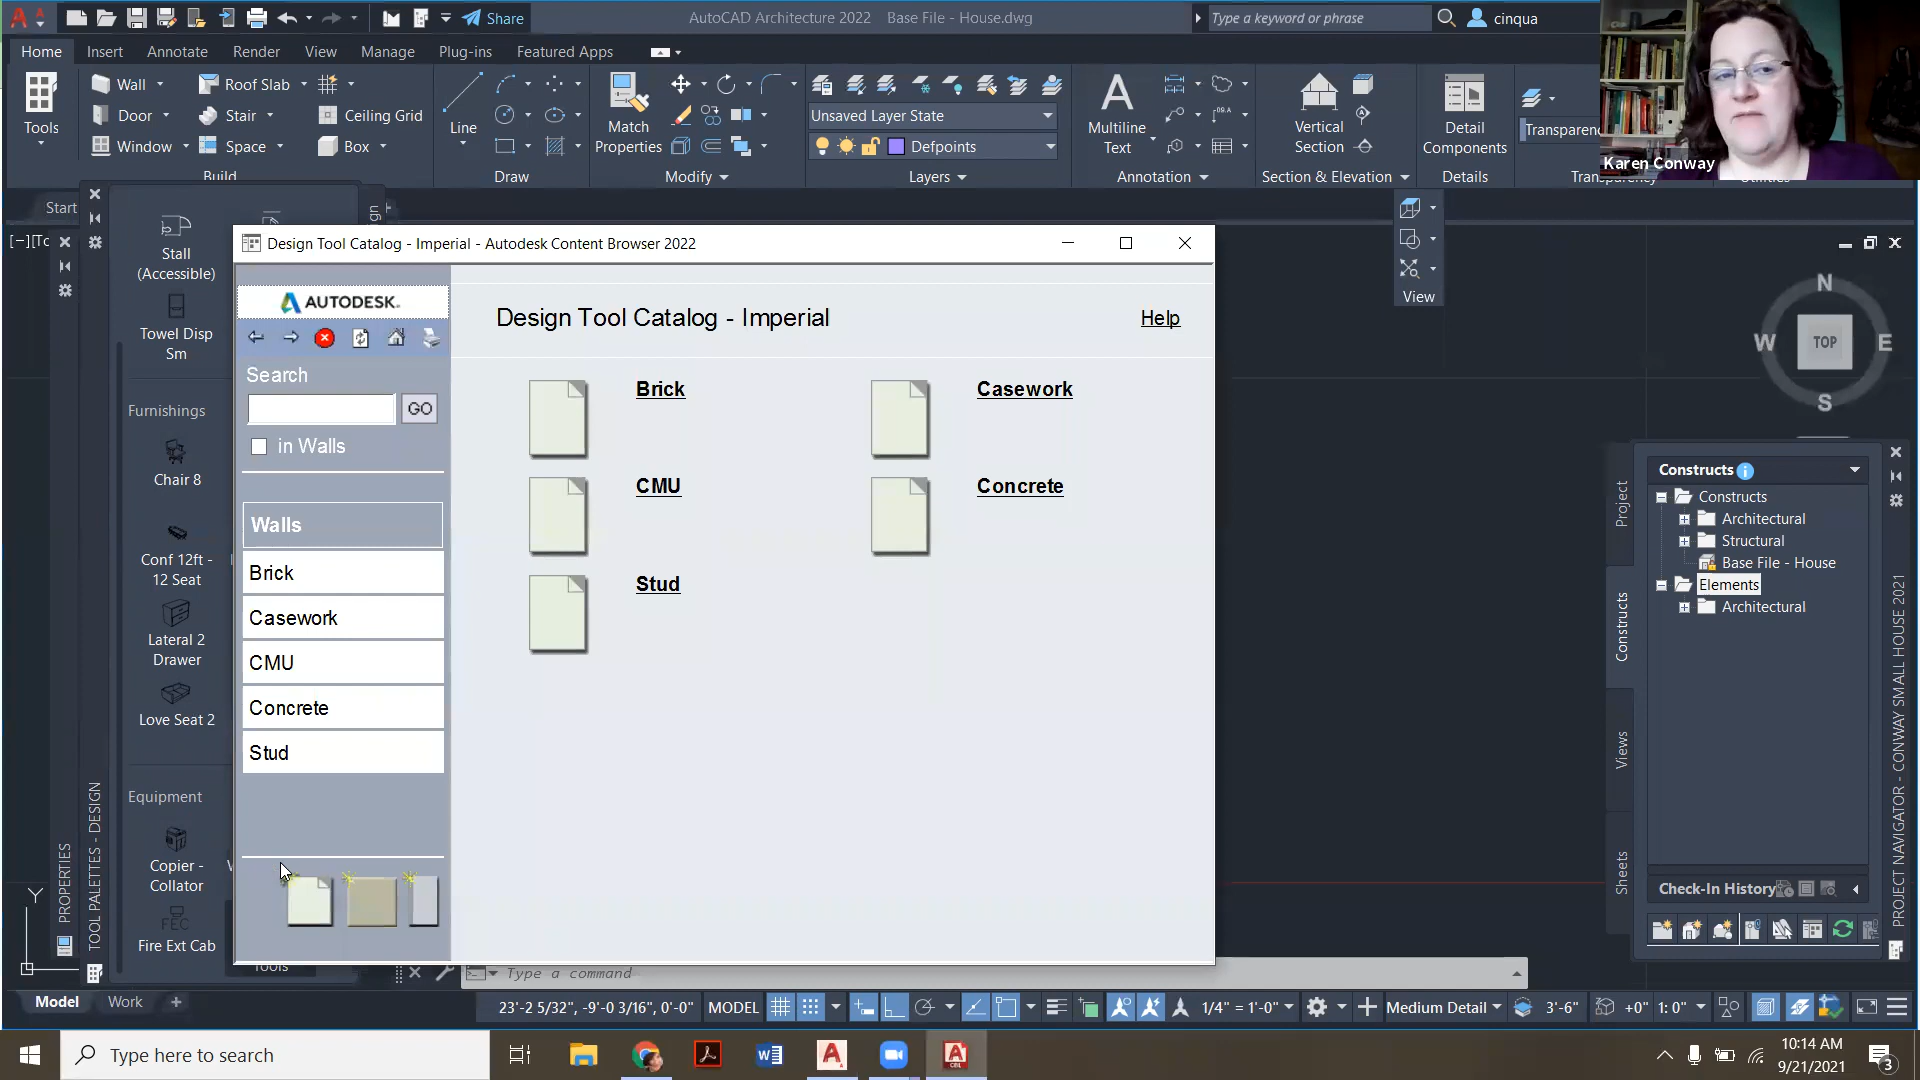 Share
AutoCAD Architecture 2022 Base File - House.dwg
Type a keyword or phrase
cinqua
Home
Insert
Annotate
Render
View
Manage
Plug-ins
Featured Apps
Tools
Wall
Roof Slab
Door
Stair
Ceiling Grid
Window
Space
Box
Build
Line
Draw
Match
Properties
Modify
Unsaved Layer State
Defpoints
Layers
Multiline
Text
Annotation
Vertical
Section
Section & Elevation
Detail
Components
Details
Transparenc
Karen Conway
Start
[−][To
Stall
(Accessible)
Towel Disp
Sm
Furnishings
Chair 8
Conf 12ft -
12 Seat
Lateral 2
Drawer
Love Seat 2
Equipment
Copier -
Collator
Fire Ext Cab
PROPERTIES
TOOL PALETTES - DESIGN
Design Tool Catalog - Imperial - Autodesk Content Browser 2022
AUTODESK.
Search
GO
in Walls
Walls
Brick
Casework
CMU
Concrete
Stud
Design Tool Catalog - Imperial
Help
Brick
Casework
CMU
Concrete
Stud
View
N
W
TOP
E
S
Constructs
Constructs
Architectural
Structural
Base File - House
Elements
Architectural
Project
Constructs
Views
Sheets
Check-In History
PROJECT NAVIGATOR - CONWAY SMALL HOUSE 2021
Y
Tools
Type a command
Model
Work
23'-2 5/32", -9'-0 3/16", 0'-0"
MODEL
1/4" = 1'-0"
Medium Detail
3'-6"
+0"
1: 0"
Type here to search
10:14 AM
9/21/2021
3